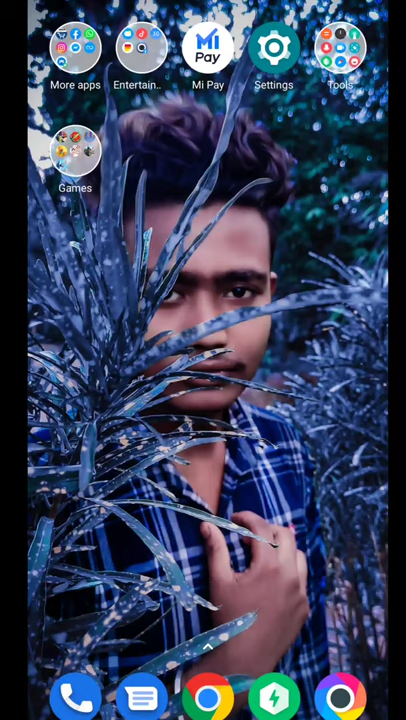 More apps
Entertain..
Mi Pay
Settings
Tools
Games
Mi
Pay